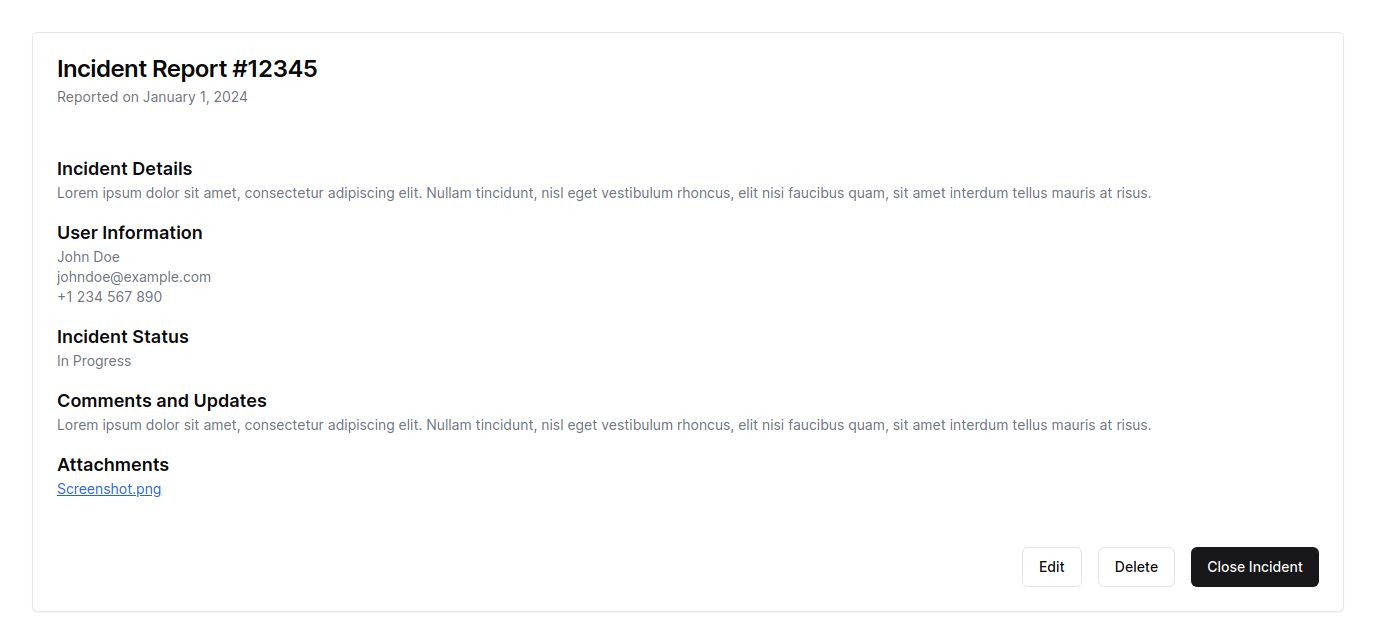 Incident Report #12345
Reported on January 1, 2024
Incident Details
Lorem ipsum dolor sit amet, consectetur adipiscing elit. Nullam tincidunt, nisl eget vestibulum rhoncus, elit nisi faucibus quam, sit amet interdum tellus mauris at risus.
User Information
John Doe
johndoe@example.com
+1 234 567 890
Incident Status
In Progress
Comments and Updates
Lorem ipsum dolor sit amet, consectetur adipiscing elit. Nullam tincidunt, nisl eget vestibulum rhoncus, elit nisi faucibus quam, sit amet interdum tellus mauris at risus.
Attachments
Screenshot.png
Edit
Delete
Close Incident